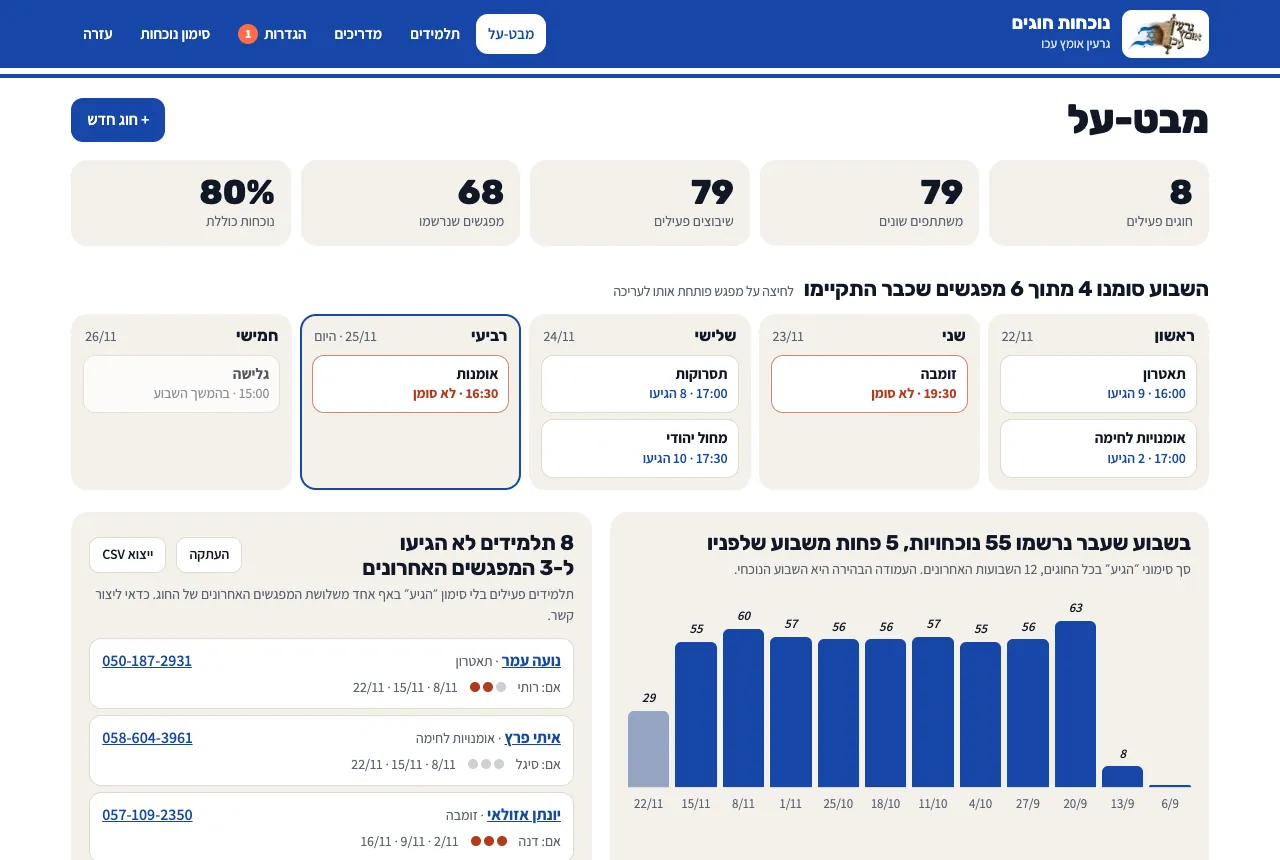 גרעין אומץ עכו
נוכחות חוגים
גרעין אומץ עכו
מבט-על
תלמידים
מדריכים
הגדרות 1
סימון נוכחות
עזרה
מבט-על
+ חוג חדש
8
חוגים פעילים
79
משתתפים שונים
79
שיבוצים פעילים
68
מפגשים שנרשמו
80%
נוכחות כוללת
השבוע סומנו 4 מתוך 6 מפגשים שכבר התקיימו
לחיצה על מפגש פותחת אותו לעריכה
ראשון 22/11
תאטרון
16:00 · 9 הגיעו
אומנויות לחימה
17:00 · 2 הגיעו
שני 23/11
זומבה
19:30 · לא סומן
שלישי 24/11
תסרוקות
17:00 · 8 הגיעו
מחול יהודי
17:30 · 10 הגיעו
רביעי 25/11 · היום
אומנות
16:30 · לא סומן
חמישי 26/11
גלישה
15:00 · בהמשך השבוע
בשבוע שעבר נרשמו 55 נוכחויות, 5 פחות משבוע שלפניו
סך סימוני ״הגיע״ בכל החוגים, 12 השבועות האחרונים. העמודה הבהירה היא השבוע הנוכחי.
8 63 56 55 57 56 56 57 60 55 29
6/9 13/9 20/9 27/9 4/10 11/10 18/10 25/10 1/11 8/11 15/11 22/11
8 תלמידים לא הגיעו
ל-3 המפגשים האחרונים
העתקה
ייצוא CSV
תלמידים פעילים בלי סימון ״הגיע״ באף אחד משלושת המפגשים האחרונים של החוג. כדאי ליצור
קשר.
נועה עמר · תאטרון 050-187-2931
אם: רותי 8/11 · 15/11 · 22/11
איתי פרץ · אומנויות לחימה 058-604-3961
אם: סיגל 8/11 · 15/11 · 22/11
יונתן אזולאי · זומבה 057-109-2350
אם: דנה 2/11 · 9/11 · 16/11